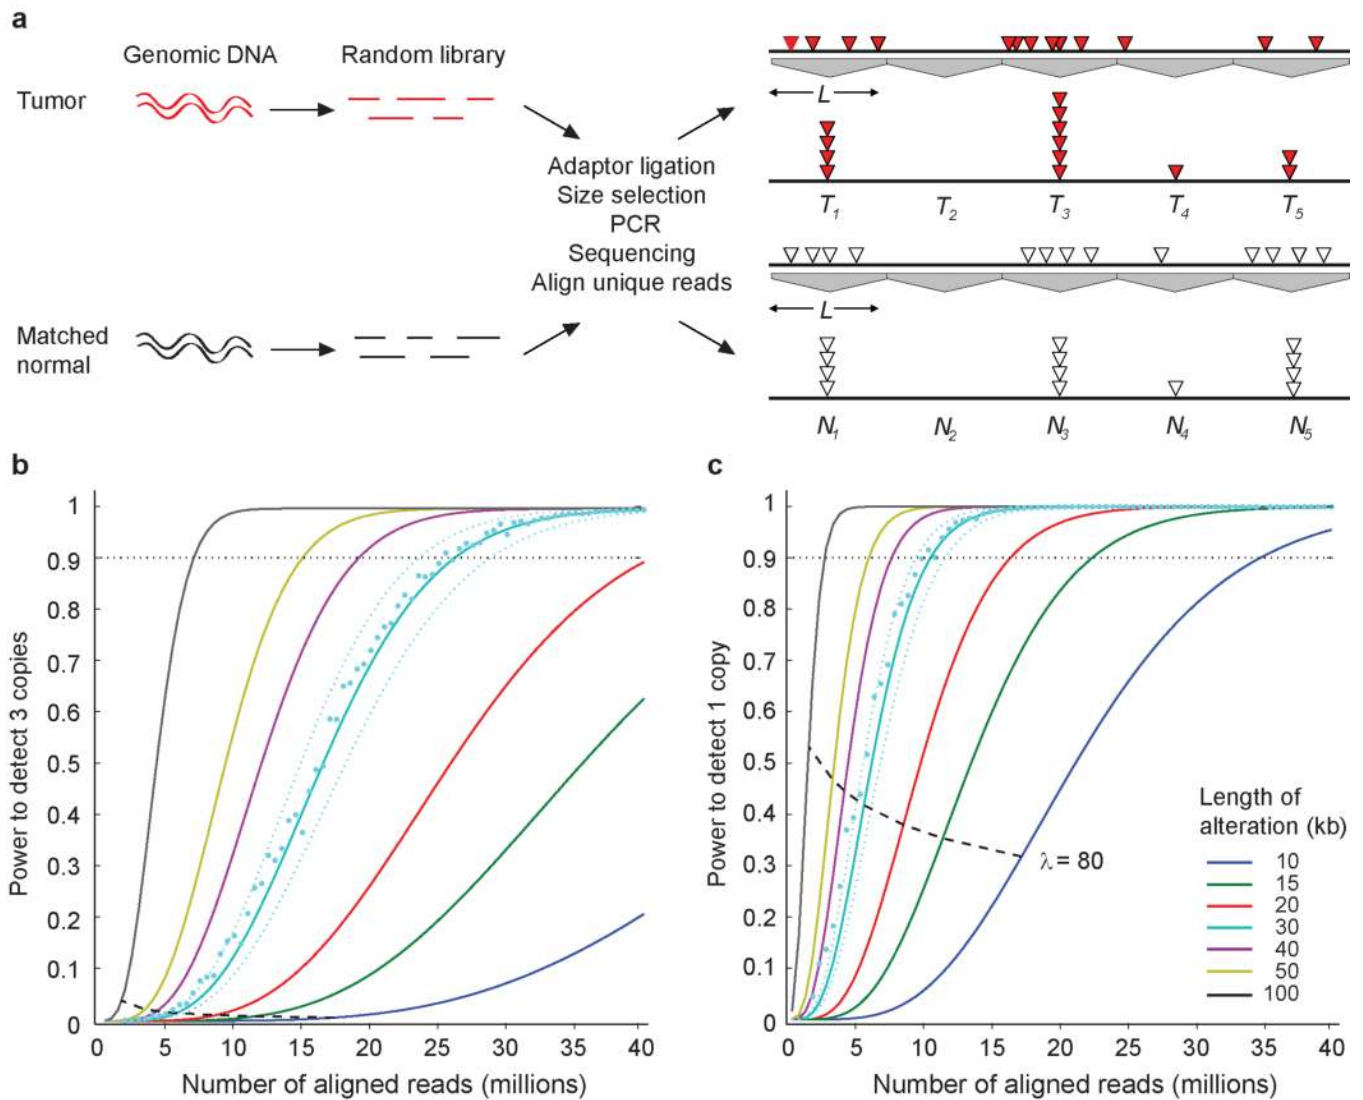 a
Genomic DNA
Random library
Tumor
Matched
normal
Adaptor ligation
Size selection
PCR
Sequencing
Align unique reads
L
T1 T2 T3 T4 T5
L
N1 N2 N3 N4 N5
b
Power to detect 3 copies
1
0.9
0.8
0.7
0.6
0.5
0.4
0.3
0.2
0.1
0
0 5 10 15 20 25 30 35 40
Number of aligned reads (millions)
c
Power to detect 1 copy
1
0.9
0.8
0.7
0.6
0.5
0.4
0.3
0.2
0.1
0
0 5 10 15 20 25 30 35 40
Number of aligned reads (millions)
λ = 80
Length of
alteration (kb)
10
15
20
30
40
50
100